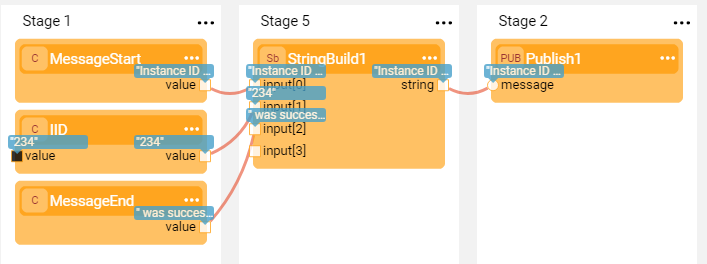 Stage 1
Stage 5
Stage 2
C MessageStart
"Instance ID ...
value
C IID
"234"
"234"
value
value
C MessageEnd
" was succes...
value
Sb StringBuild1
"Instance ID ...
"Instance ID ...
input[0]
string
"234"
input[1]
" was succes...
input[2]
input[3]
PUB Publish1
"Instance ID ...
message